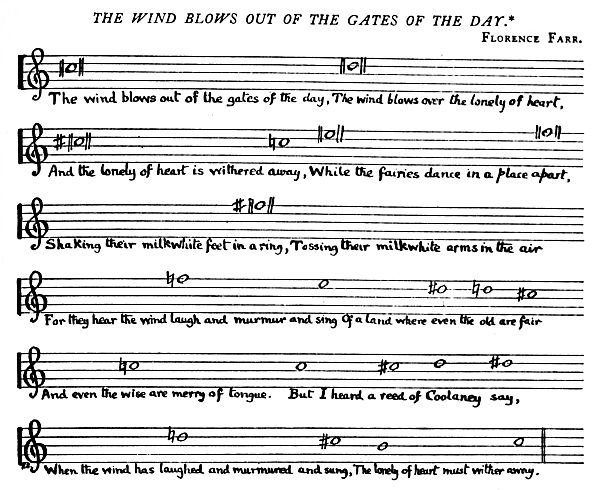 THE WIND BLOWS OUT OF THE GATES OF THE DAY.*
FLORENCE FARR.
The wind blows out of the gates of the day, The wind blows over the lonely of heart,
And the lonely of heart is withered away, While the fairies dance in a place apart,
Shaking their milkwhite feet in a ring, Tossing their milkwhite arms in the air
For they hear the wind laugh and murmur and sing Of a land where even the old are fair
And even the wise are merry of tongue. But I heard a reed of Coolaney say,
When the wind has laughed and murmured and sung, The lonely of heart must wither away.